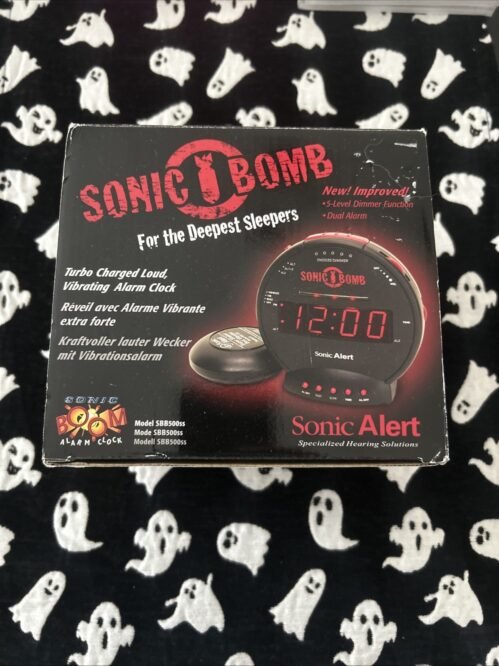 SONIC BOMB
For the Deepest Sleepers
New! Improved!
•5-Level Dimmer Function
•Dual Alarm
Turbo Charged Loud,
Vibrating Alarm Clock
Réveil avec Alarme Vibrante
extra forte
Kraftvoller lauter Wecker
mit Vibrationsalarm
SNOOZE/DIMMER
SONIC BOMB
12:00
Sonic Alert
SONIC
BOOM
ALARM CLOCK
Model SBB500ss
Mode SBB500ss
Modell SBB500ss
Sonic Alert
Specialized Hearing Solutions